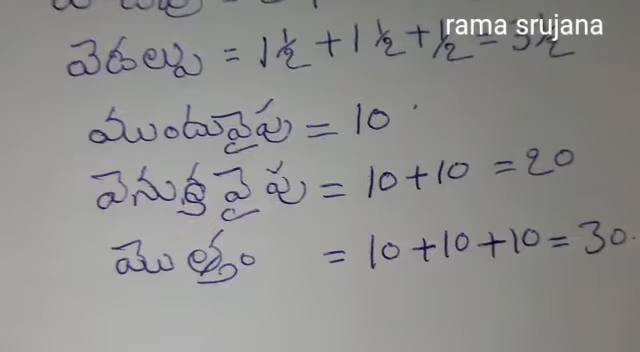 rama srujana
వెడల్పు = 1½ + 1½ + ½ = 3½
ముందువైపు = 10
వెనుక వైపు = 10+10 = 20
మొత్తం = 10+10+10 = 30.